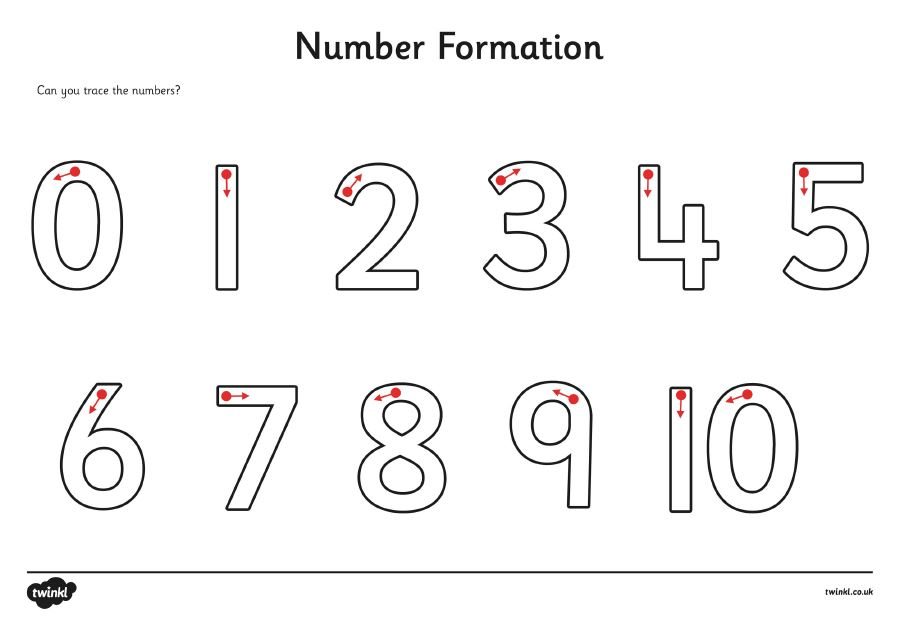 Number Formation
Can you trace the numbers?
0 1 2 3 4 5
6 7 8 9 10
twinkl
twinkl.co.uk